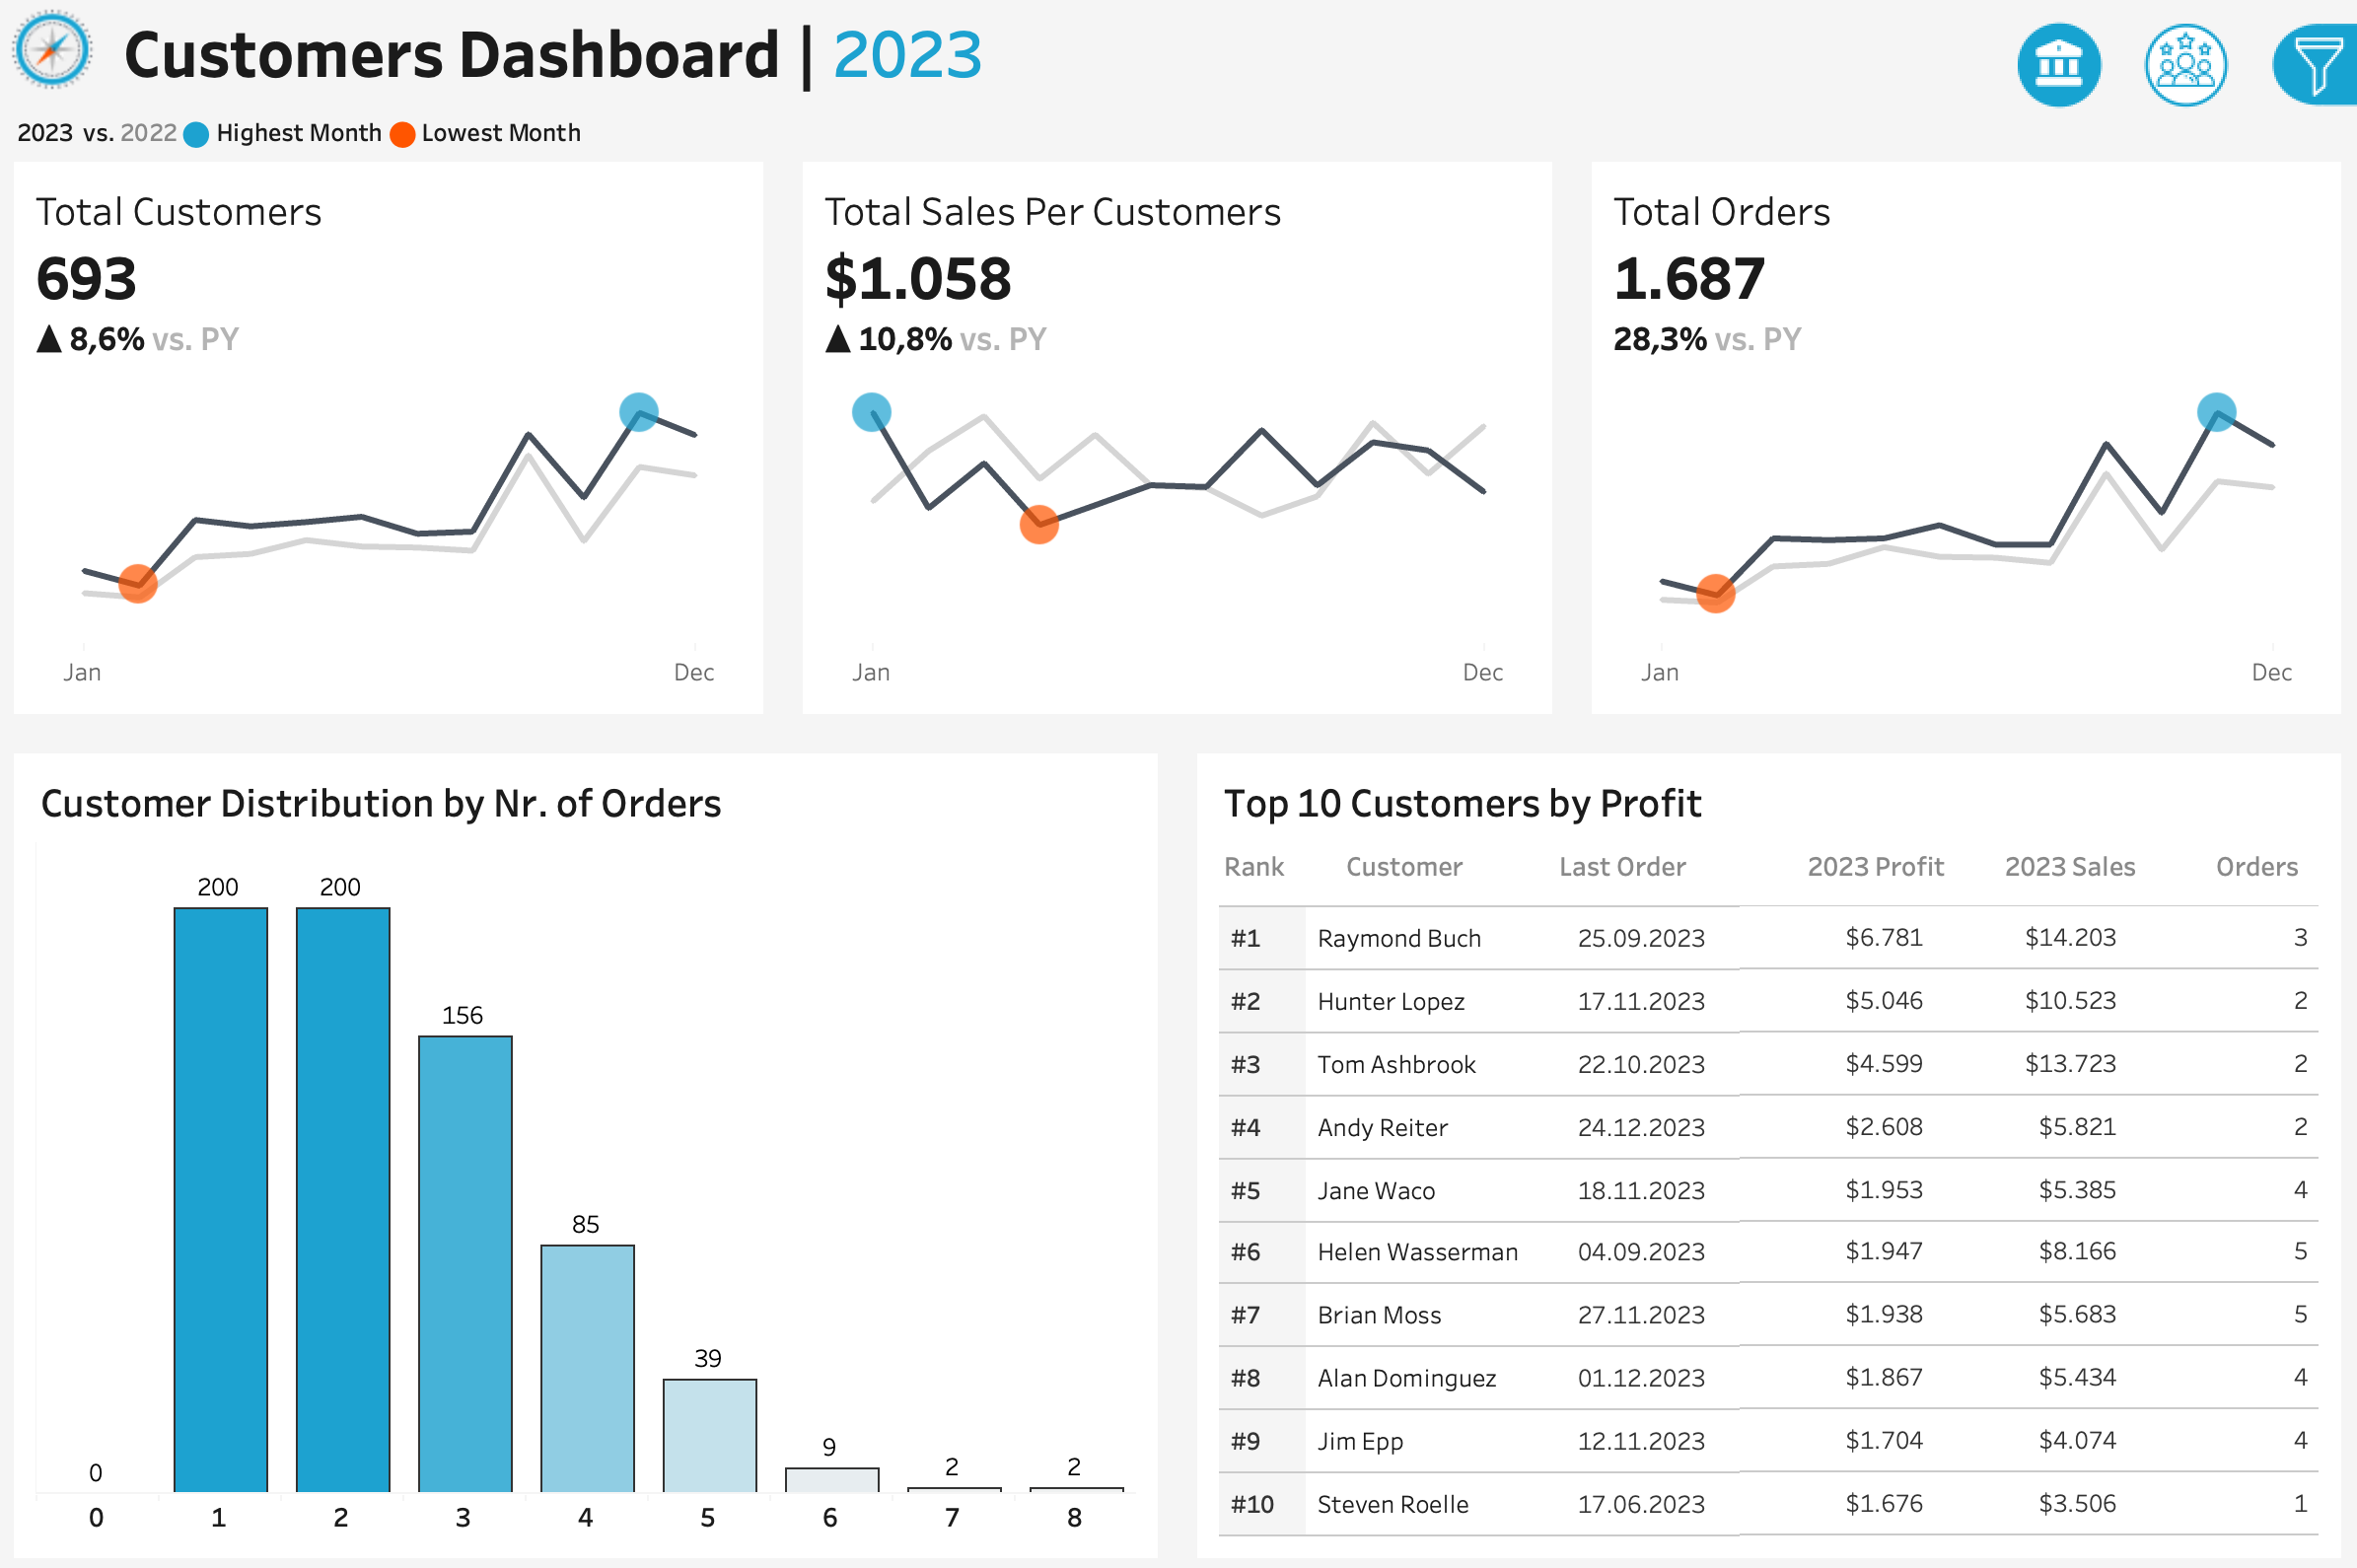 Customers Dashboard | 2023
2023 vs. 2022 Highest Month Lowest Month
Total Customers
693
▲ 8,6% vs. PY
Jan Dec
Total Sales Per Customers
$1.058
▲ 10,8% vs. PY
Jan Dec
Total Orders
1.687
28,3% vs. PY
Jan Dec
Customer Distribution by Nr. of Orders
0 200 200 156 85 39 9 2 2
0 1 2 3 4 5 6 7 8
Top 10 Customers by Profit
Rank Customer Last Order 2023 Profit 2023 Sales Orders
#1 Raymond Buch 25.09.2023 $6.781 $14.203 3
#2 Hunter Lopez 17.11.2023 $5.046 $10.523 2
#3 Tom Ashbrook 22.10.2023 $4.599 $13.723 2
#4 Andy Reiter 24.12.2023 $2.608 $5.821 2
#5 Jane Waco 18.11.2023 $1.953 $5.385 4
#6 Helen Wasserman 04.09.2023 $1.947 $8.166 5
#7 Brian Moss 27.11.2023 $1.938 $5.683 5
#8 Alan Dominguez 01.12.2023 $1.867 $5.434 4
#9 Jim Epp 12.11.2023 $1.704 $4.074 4
#10 Steven Roelle 17.06.2023 $1.676 $3.506 1